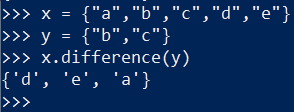 >>> x = {"a","b","c","d","e"}
>>> y = {"b","c"}
>>> x.difference(y)
{'d', 'e', 'a'}
>>>